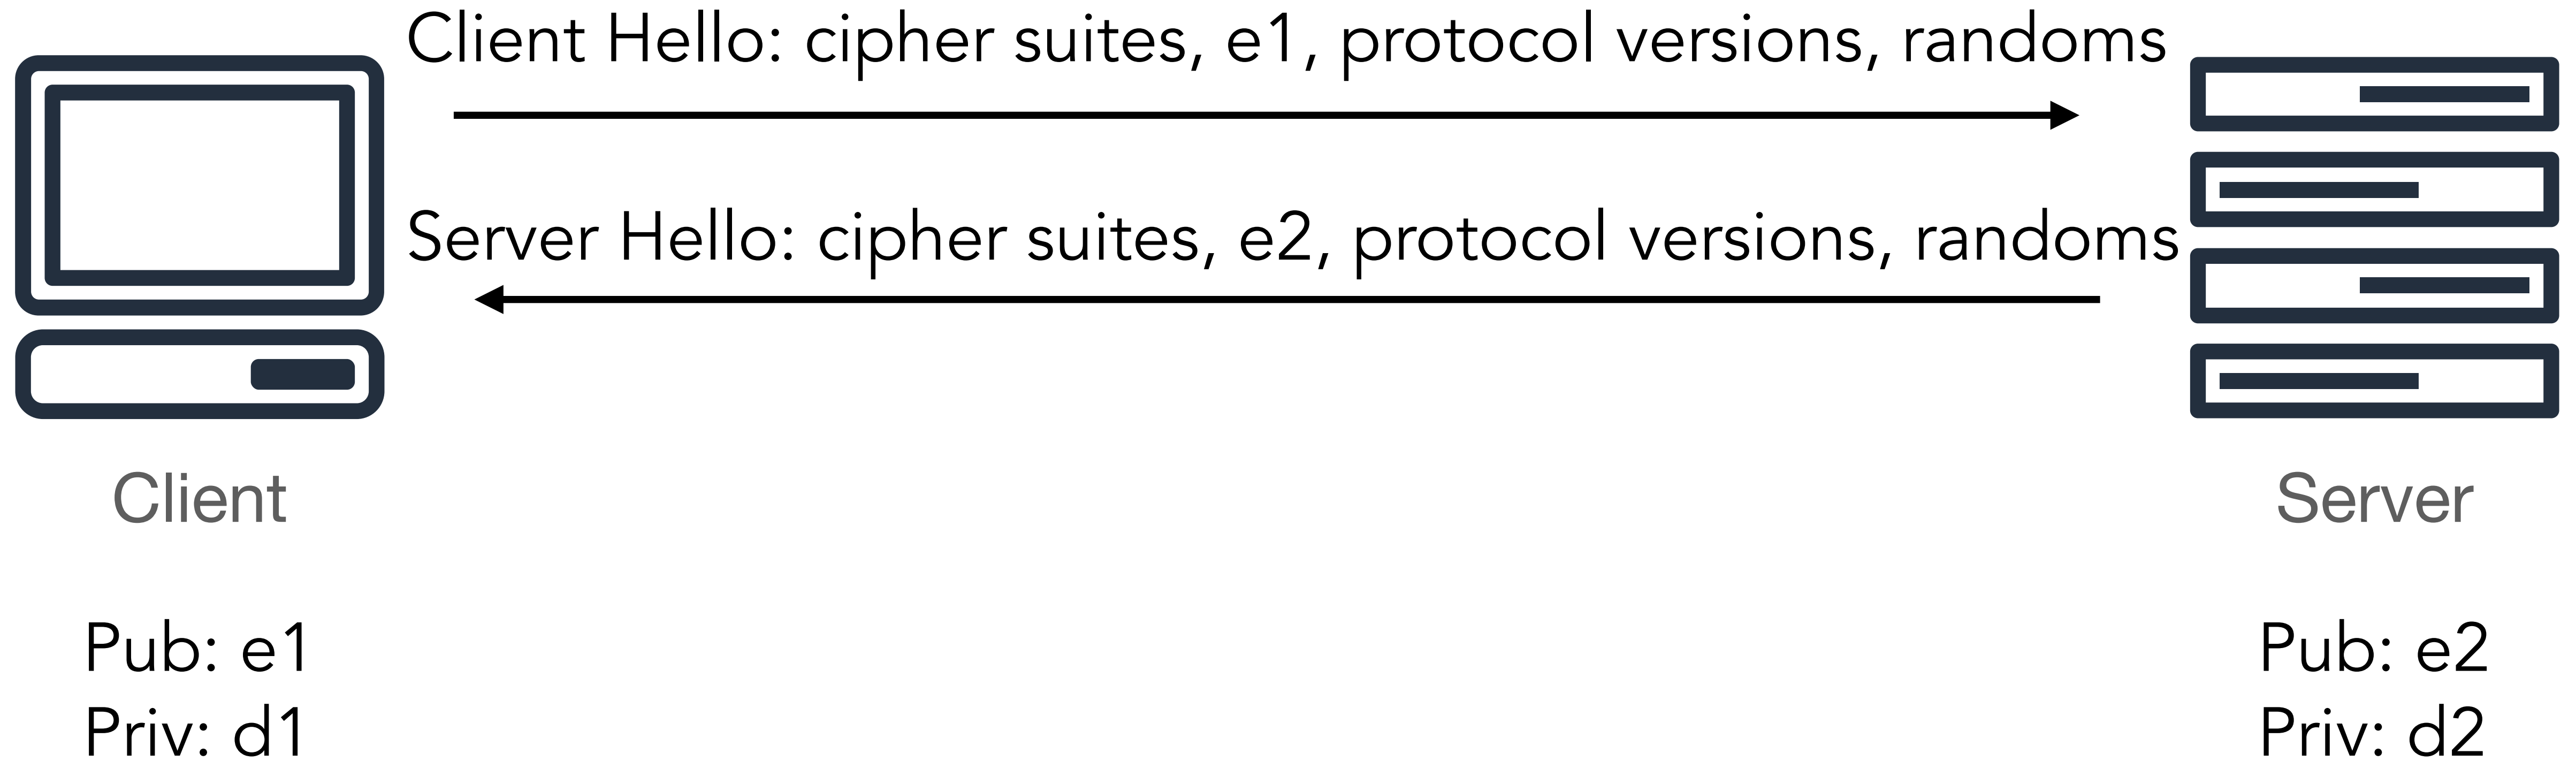 Client Hello: cipher suites, e1, protocol versions, randoms
Server Hello: cipher suites, e2, protocol versions, randoms
Client
Server
Pub: e1
Priv: d1
Pub: e2
Priv: d2